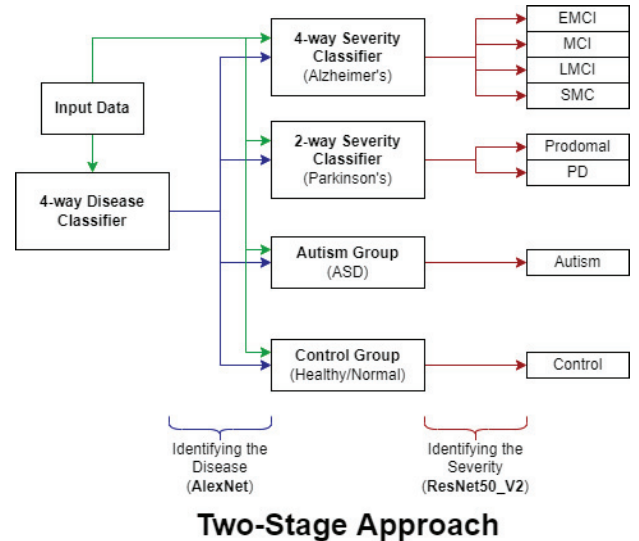 Input Data
4-way Disease
Classifier
4-way Severity
Classifier
(Alzheimer's)
2-way Severity
Classifier
(Parkinson's)
Autism Group
(ASD)
Control Group
(Healthy/Normal)
EMCI
MCI
LMCI
SMC
Prodomal
PD
Autism
Control
Identifying the
Disease
(AlexNet)
Identifying the
Severity
(ResNet50_V2)
Two-Stage Approach